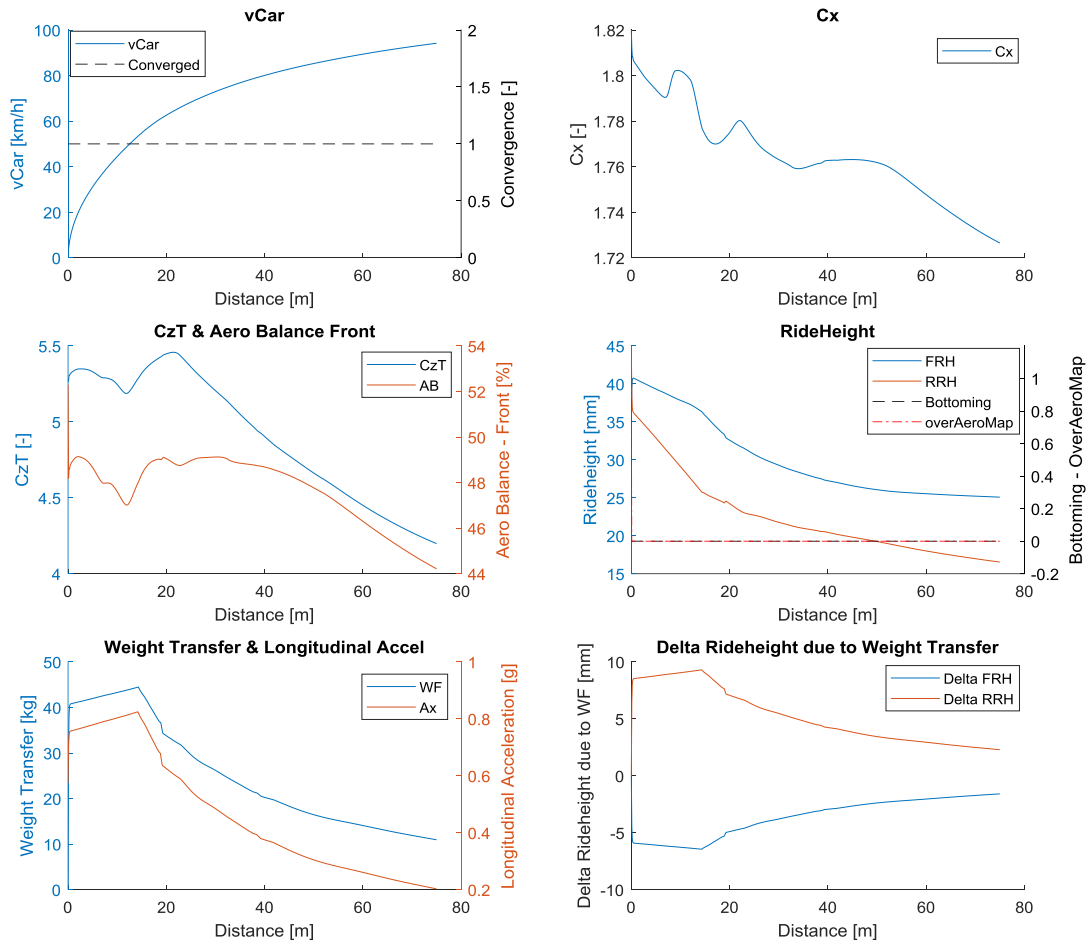 vCar
100
80
60
40
20
0
vCar [km/h]
vCar
Converged
2
1.5
1
0.5
0
Convergence [-]
0 20 40 60 80
Distance [m]
Cx
1.82
1.8
1.78
1.76
1.74
1.72
Cx [-]
Cx
0 20 40 60 80
Distance [m]
CzT & Aero Balance Front
5.5
5
4.5
4
CzT [-]
CzT
AB
54
52
50
48
46
44
Aero Balance - Front [%]
0 20 40 60 80
Distance [m]
RideHeight
45
40
35
30
25
20
15
Rideheight [mm]
FRH
RRH
Bottoming
overAeroMap
1
0.8
0.6
0.4
0.2
0
-0.2
Bottoming - OverAeroMap
0 20 40 60 80
Distance [m]
Weight Transfer & Longitudinal Accel
50
40
30
20
10
0
Weight Transfer [kg]
WF
Ax
1
0.8
0.6
0.4
0.2
Longitudinal Acceleration [g]
0 20 40 60 80
Distance [m]
Delta Rideheight due to Weight Transfer
10
5
0
-5
-10
Delta Rideheight due to WF [mm]
Delta FRH
Delta RRH
0 20 40 60 80
Distance [m]